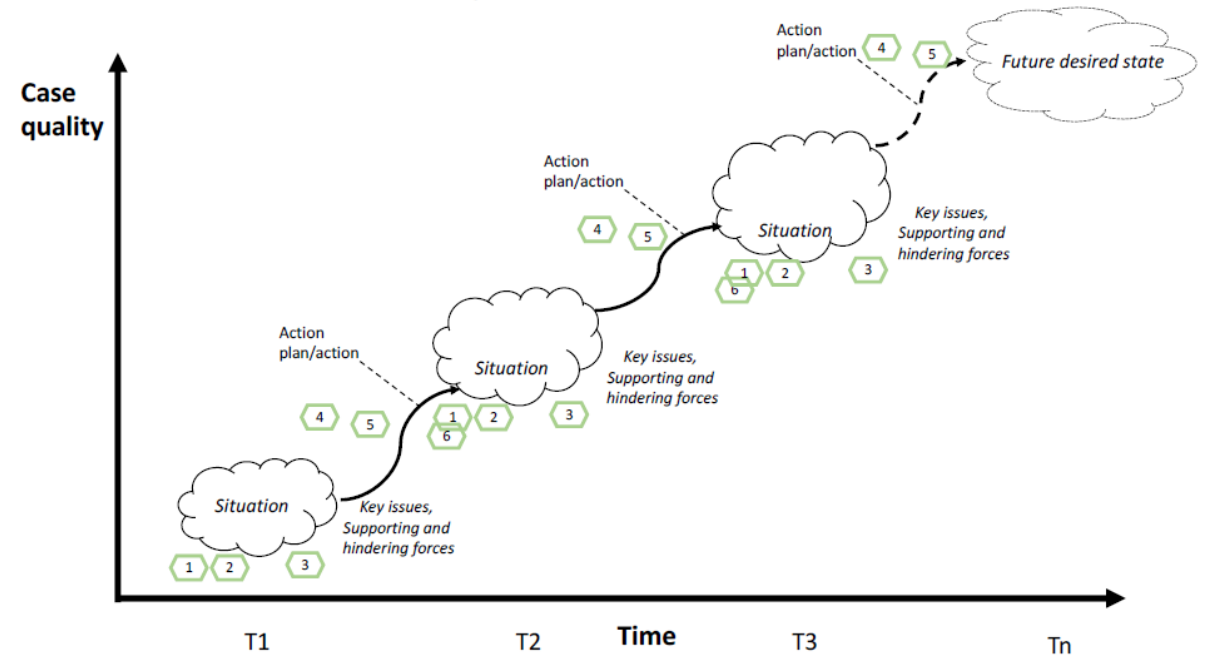 Action
plan/action
4
5
Future desired state
Case
quality
Action
plan/action
4
5
Situation
Key issues,
Supporting and
hindering forces
1
2
3
6
Action
plan/action
4
5
Situation
Key issues,
Supporting and
hindering forces
1
2
3
6
Situation
Key issues,
Supporting and
hindering forces
1
2
3
T1
T2
Time
T3
Tn